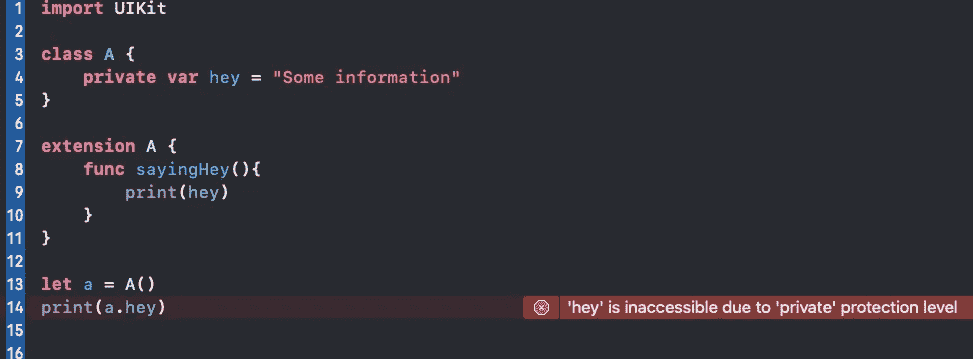 1 import UIKit
2
3 class A {
4 private var hey = "Some information"
5 }
6
7 extension A {
8 func sayingHey(){
9 print(hey)
10 }
11 }
12
13 let a = A()
14 print(a.hey) 'hey' is inaccessible due to 'private' protection level
15
16